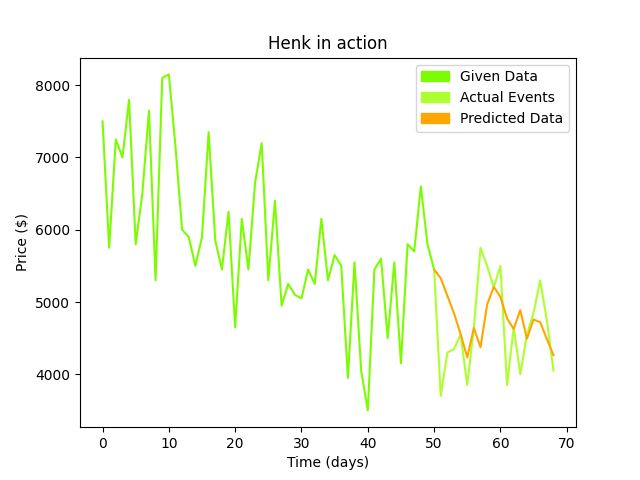 Henk in action
Given Data
Actual Events
Predicted Data
8000
7000
6000
5000
4000
Price ($)
0 10 20 30 40 50 60 70
Time (days)